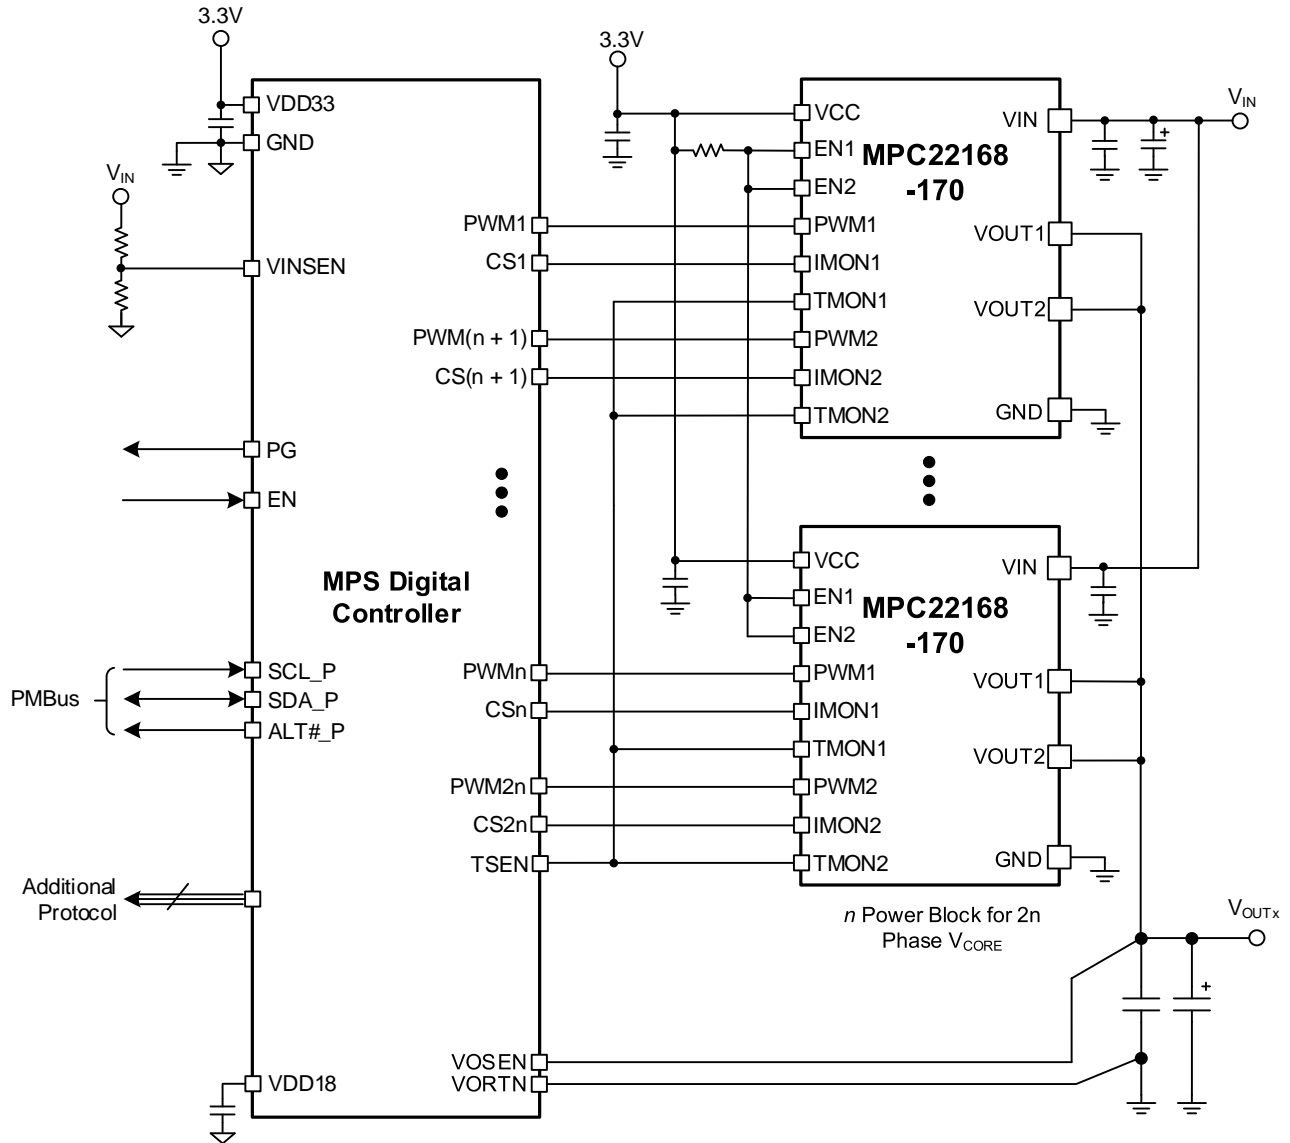 3.3V
VDD33
GND
VIN
VINSEN
PG
EN
PMBus
SCL_P
SDA_P
ALT#_P
Additional
Protocol
VDD18
MPS Digital
Controller
PWM1
CS1
PWM(n + 1)
CS(n + 1)
PWMn
CSn
PWM2n
CS2n
TSEN
VOSEN
VORTN
3.3V
VCC
EN1
EN2
PWM1
IMON1
TMON1
PWM2
IMON2
TMON2
MPC22168
-170
VIN
VOUT1
VOUT2
GND
VIN
+
VCC
EN1
EN2
PWM1
IMON1
TMON1
PWM2
IMON2
TMON2
MPC22168
-170
VIN
VOUT1
VOUT2
GND
n Power Block for 2n
Phase VCORE
VOUTx
+